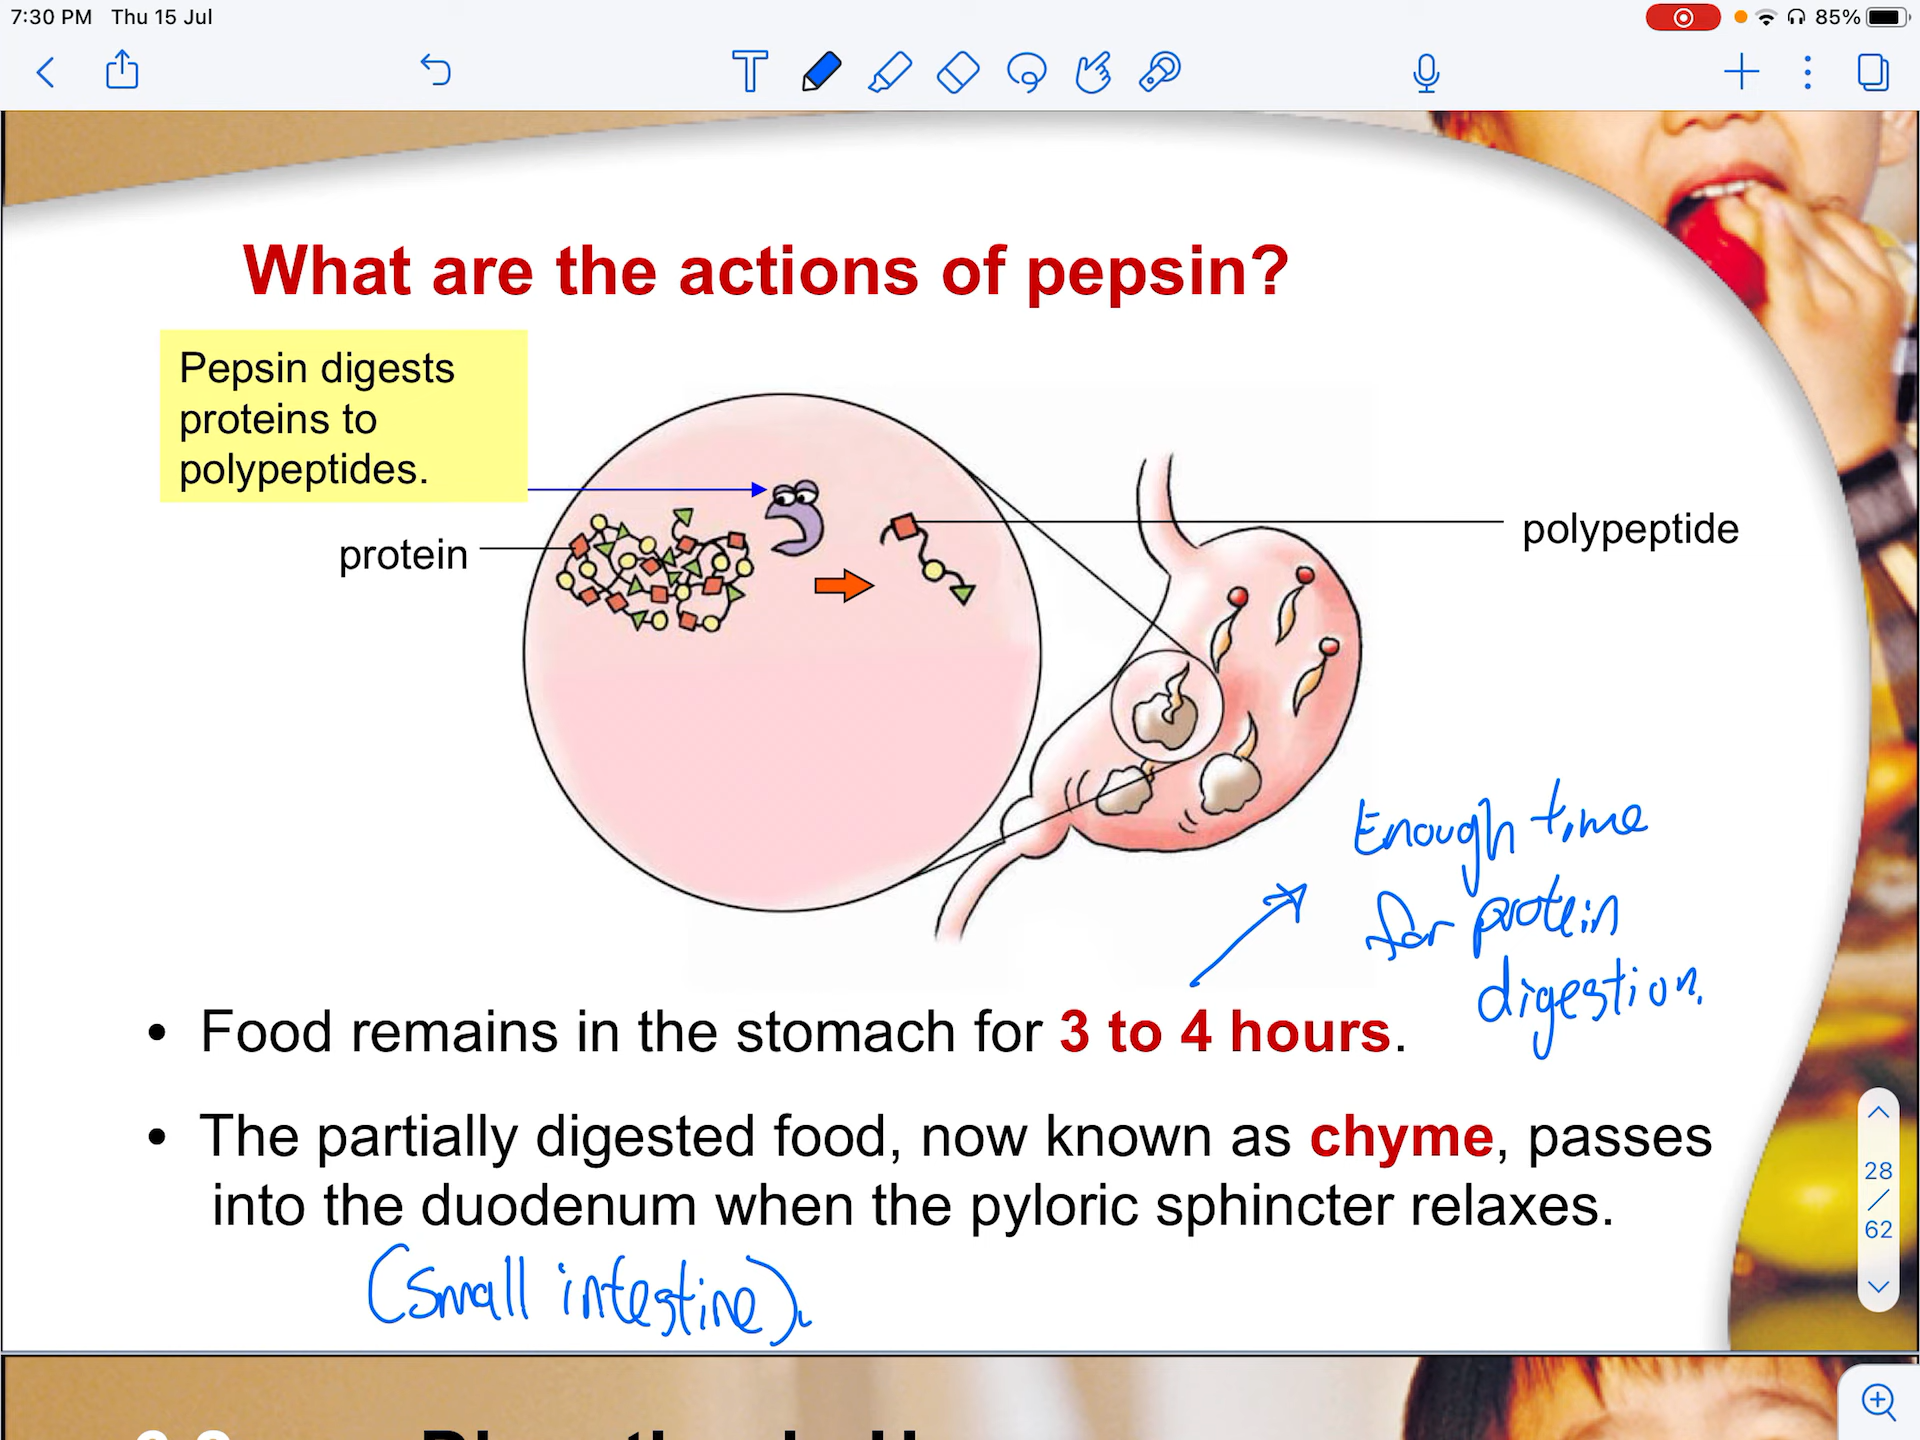 7:30 PM Thu 15 Jul
85%
What are the actions of pepsin?
Pepsin digests
proteins to
polypeptides.
protein
polypeptide
Enough time
for protein
digestion.
• Food remains in the stomach for 3 to 4 hours.
• The partially digested food, now known as chyme, passes
into the duodenum when the pyloric sphincter relaxes.
(small intestine).
28
/
62